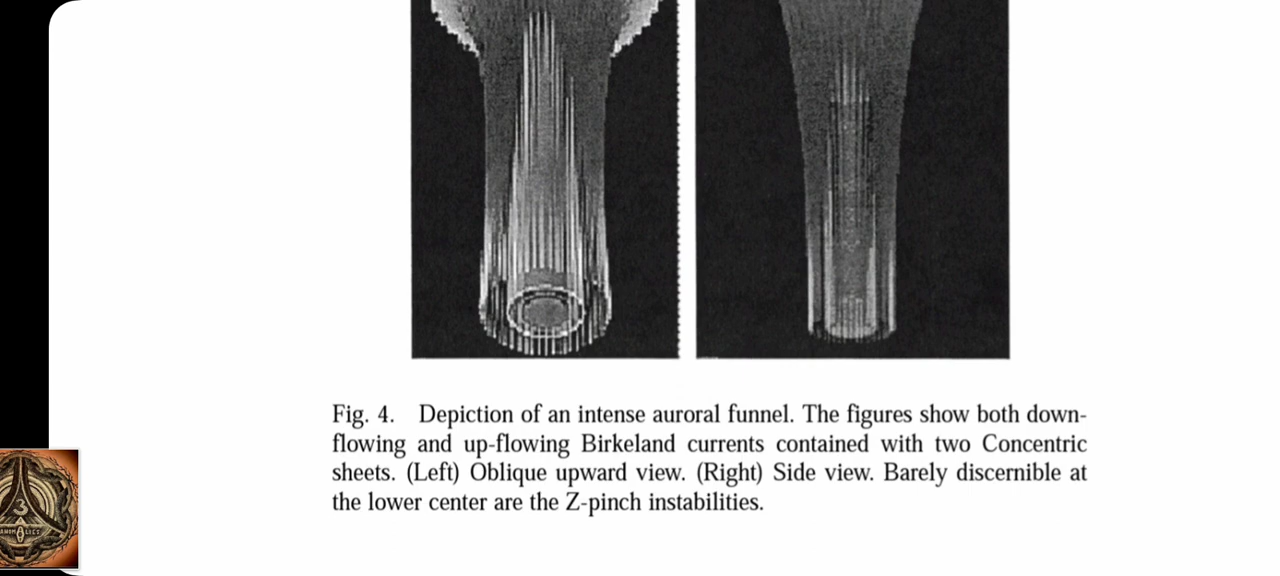 Fig. 4. Depiction of an intense auroral funnel. The figures show both down-
flowing and up-flowing Birkeland currents contained with two Concentric
sheets. (Left) Oblique upward view. (Right) Side view. Barely discernible at
the lower center are the Z-pinch instabilities.
3